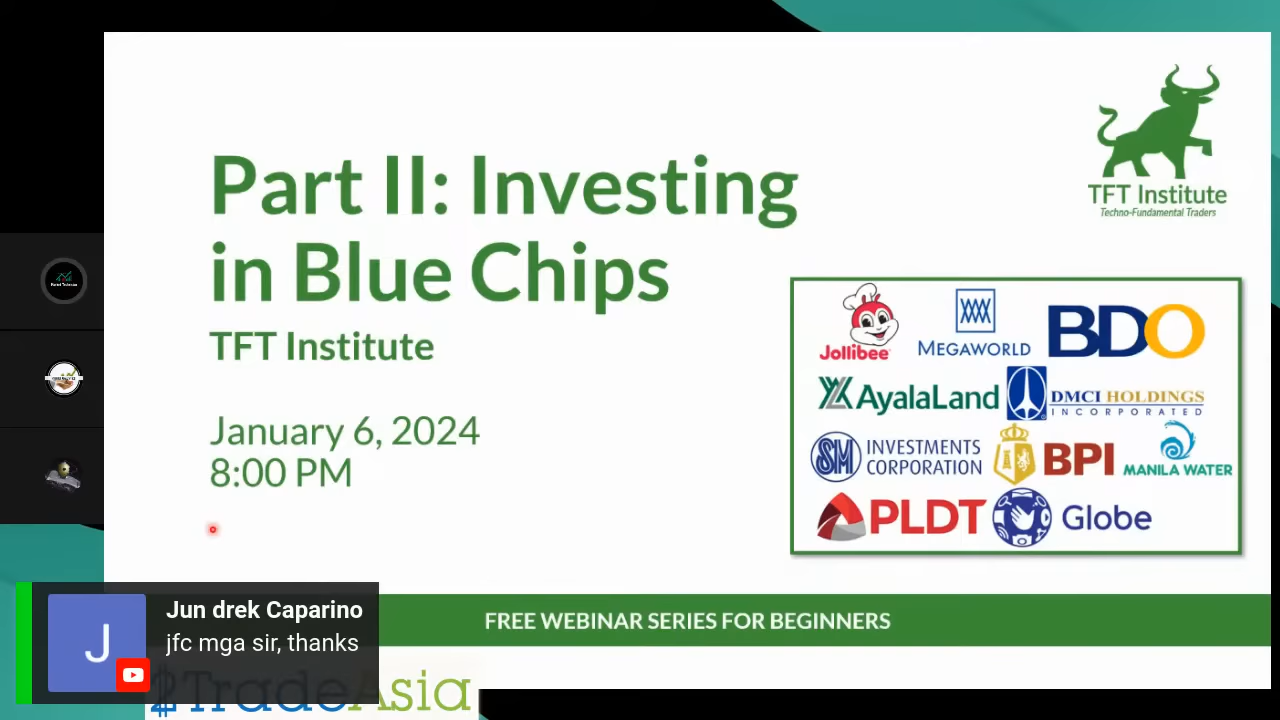 Part II: Investing
in Blue Chips
TFT Institute
January 6, 2024
8:00 PM
TFT Institute
Techno-Fundamental Traders
Jollibee
MEGAWORLD
BDO
AyalaLand
DMCI HOLDINGS
INCORPORATED
SM INVESTMENTS
CORPORATION
BPI
MANILA WATER
PLDT
Globe
FREE WEBINAR SERIES FOR BEGINNERS
J
Jun drek Caparino
jfc mga sir, thanks
TradeAsia